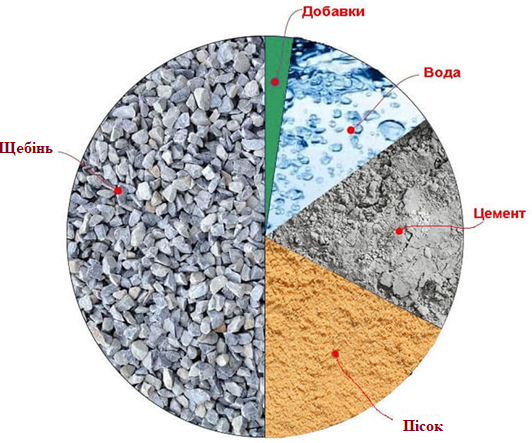 Добавки
Вода
Щебінь
Цемент
Пісок